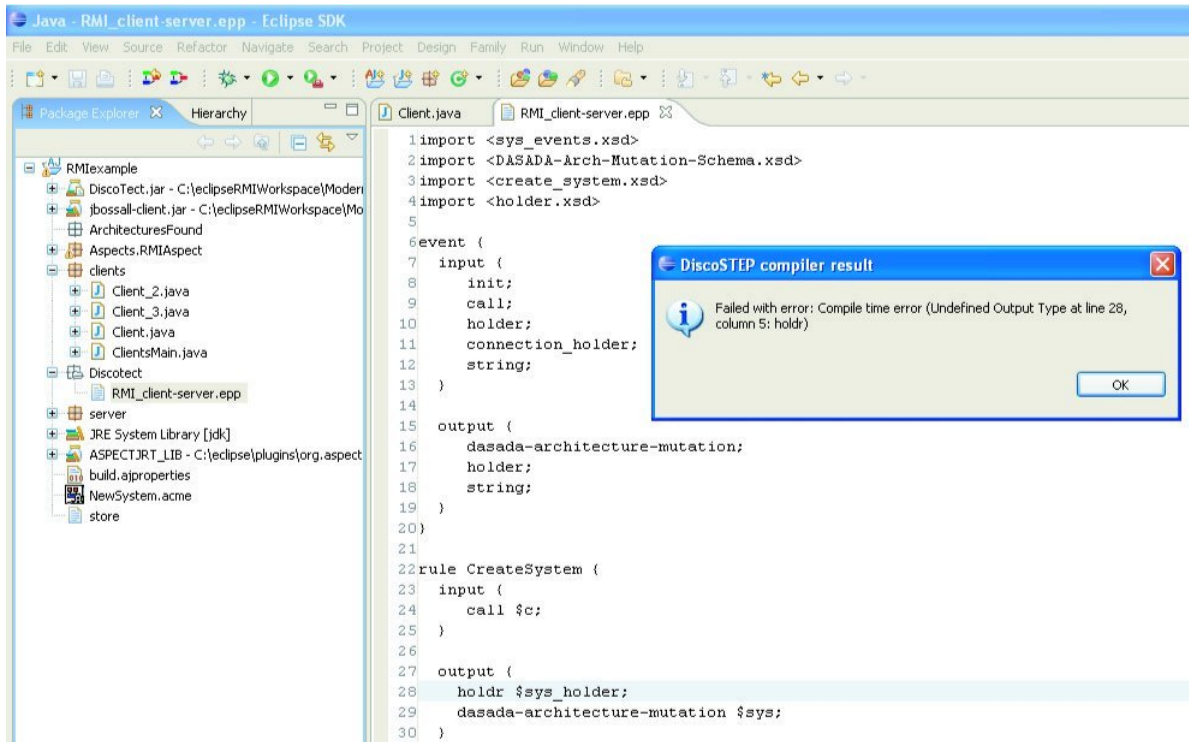 Java - RMI_client-server.epp - Eclipse SDK
File Edit View Source Refactor Navigate Search Project Design Family Run Window Help
Package Explorer
Hierarchy
RMIexample
DiscoTect.jar - C:\eclipseRMIWorkspace\Modern
jbossall-client.jar - C:\eclipseRMIWorkspace\Mo
ArchitecturesFound
Aspects.RMIAspect
clients
Client_2.java
Client_3.java
Client.java
ClientsMain.java
Discotect
RMI_client-server.epp
server
JRE System Library [jdk]
ASPECTJRT_LIB - C:\eclipse\plugins\org.aspect
build.ajproperties
NewSystem.acme
store
Client.java
RMI_client-server.epp
1 import <sys_events.xsd>
2 import <DASADA-Arch-Mutation-Schema.xsd>
3 import <create_system.xsd>
4 import <holder.xsd>
5
6 event {
7 input {
8 init;
9 call;
10 holder;
11 connection_holder;
12 string;
13 }
14
15 output {
16 dasada-architecture-mutation;
17 holder;
18 string;
19 }
20 }
21
22 rule CreateSystem {
23 input {
24 call $c;
25 }
26
27 output {
28 holdr $sys_holder;
29 dasada-architecture-mutation $sys;
30 }
DiscoSTEP compiler result
Failed with error: Compile time error (Undefined Output Type at line 28,
column 5: holdr)
OK